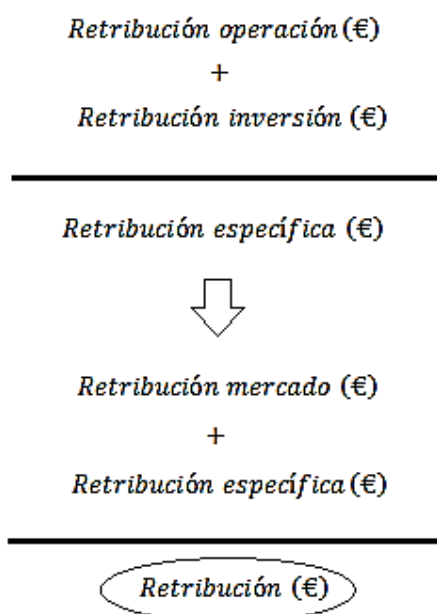 Retribución operación (€)
+
Retribución inversión (€)
Retribución específica (€)
Retribución mercado (€)
+
Retribución específica (€)
Retribución (€)